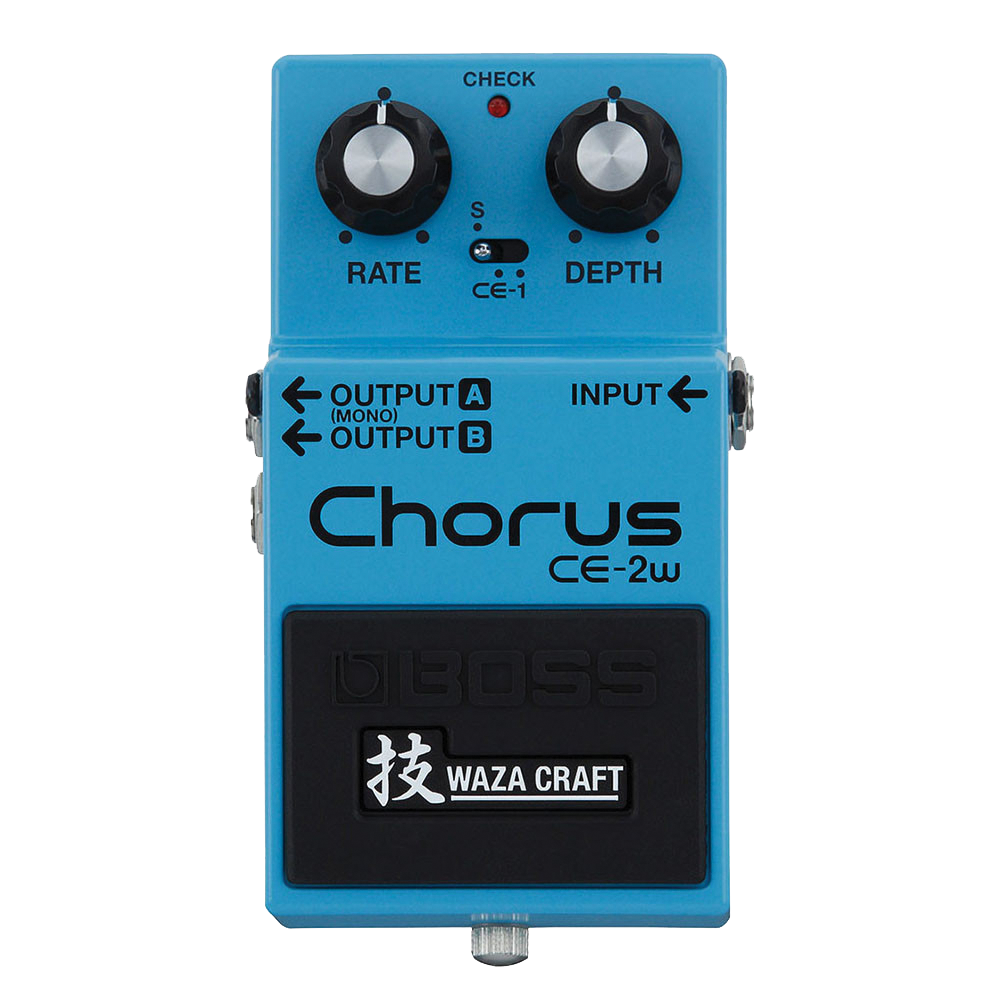 CHECK
S
RATE
CE-1
DEPTH
OUTPUT A
(MONO)
OUTPUT B
INPUT
Chorus
CE-2w
BOSS
技 WAZA CRAFT